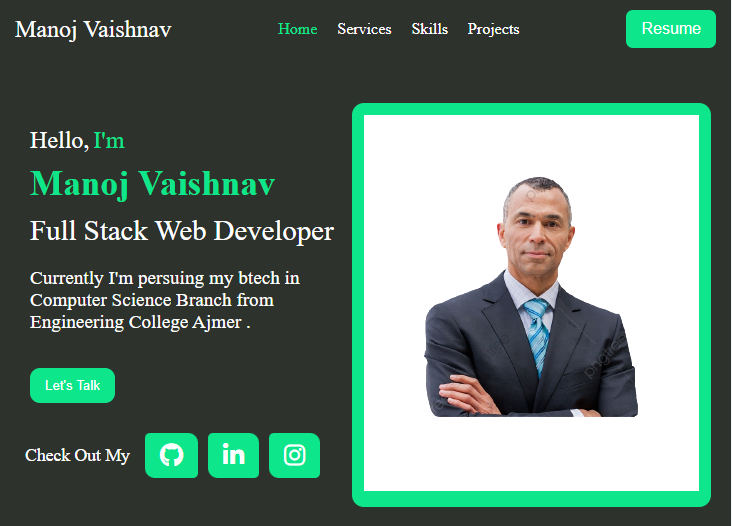 Manoj Vaishnav
Home Services Skills Projects
Resume
Hello, I'm
Manoj Vaishnav
Full Stack Web Developer
Currently I'm persuing my btech in
Computer Science Branch from
Engineering College Ajmer .
Let's Talk
Check Out My
in